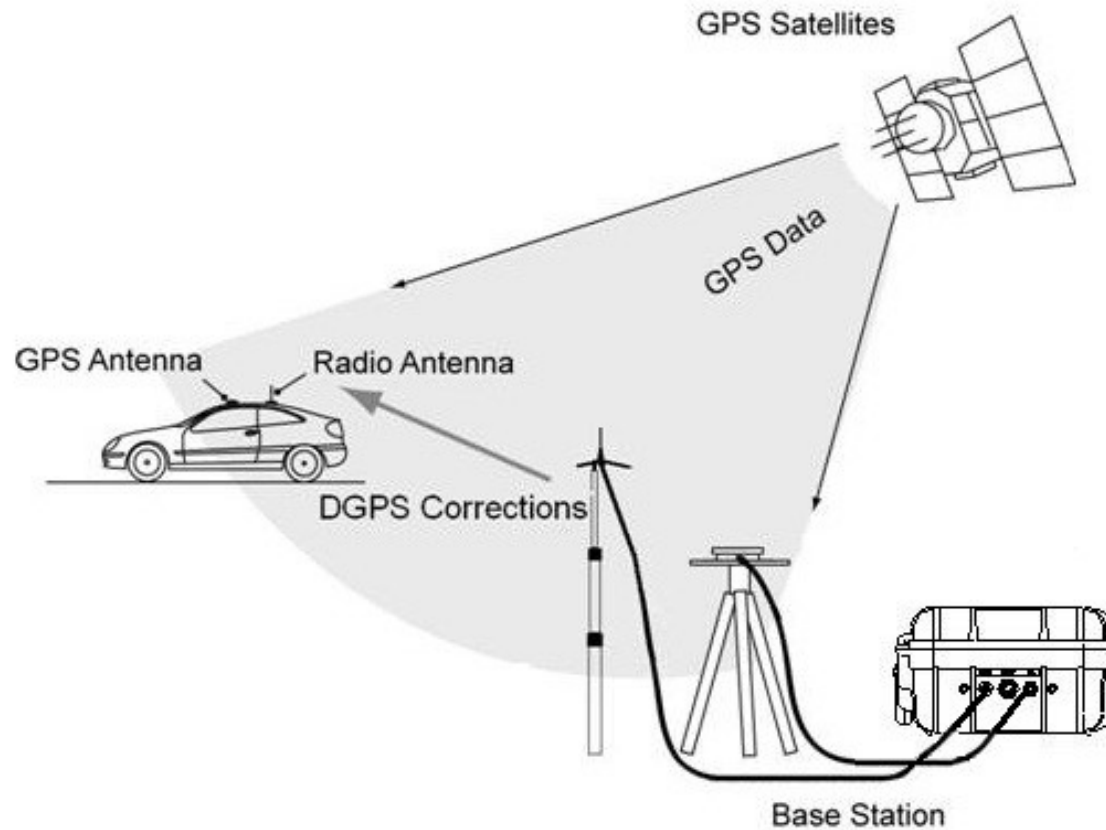 GPS Satellites
GPS Data
GPS Antenna
Radio Antenna
DGPS Corrections
Base Station